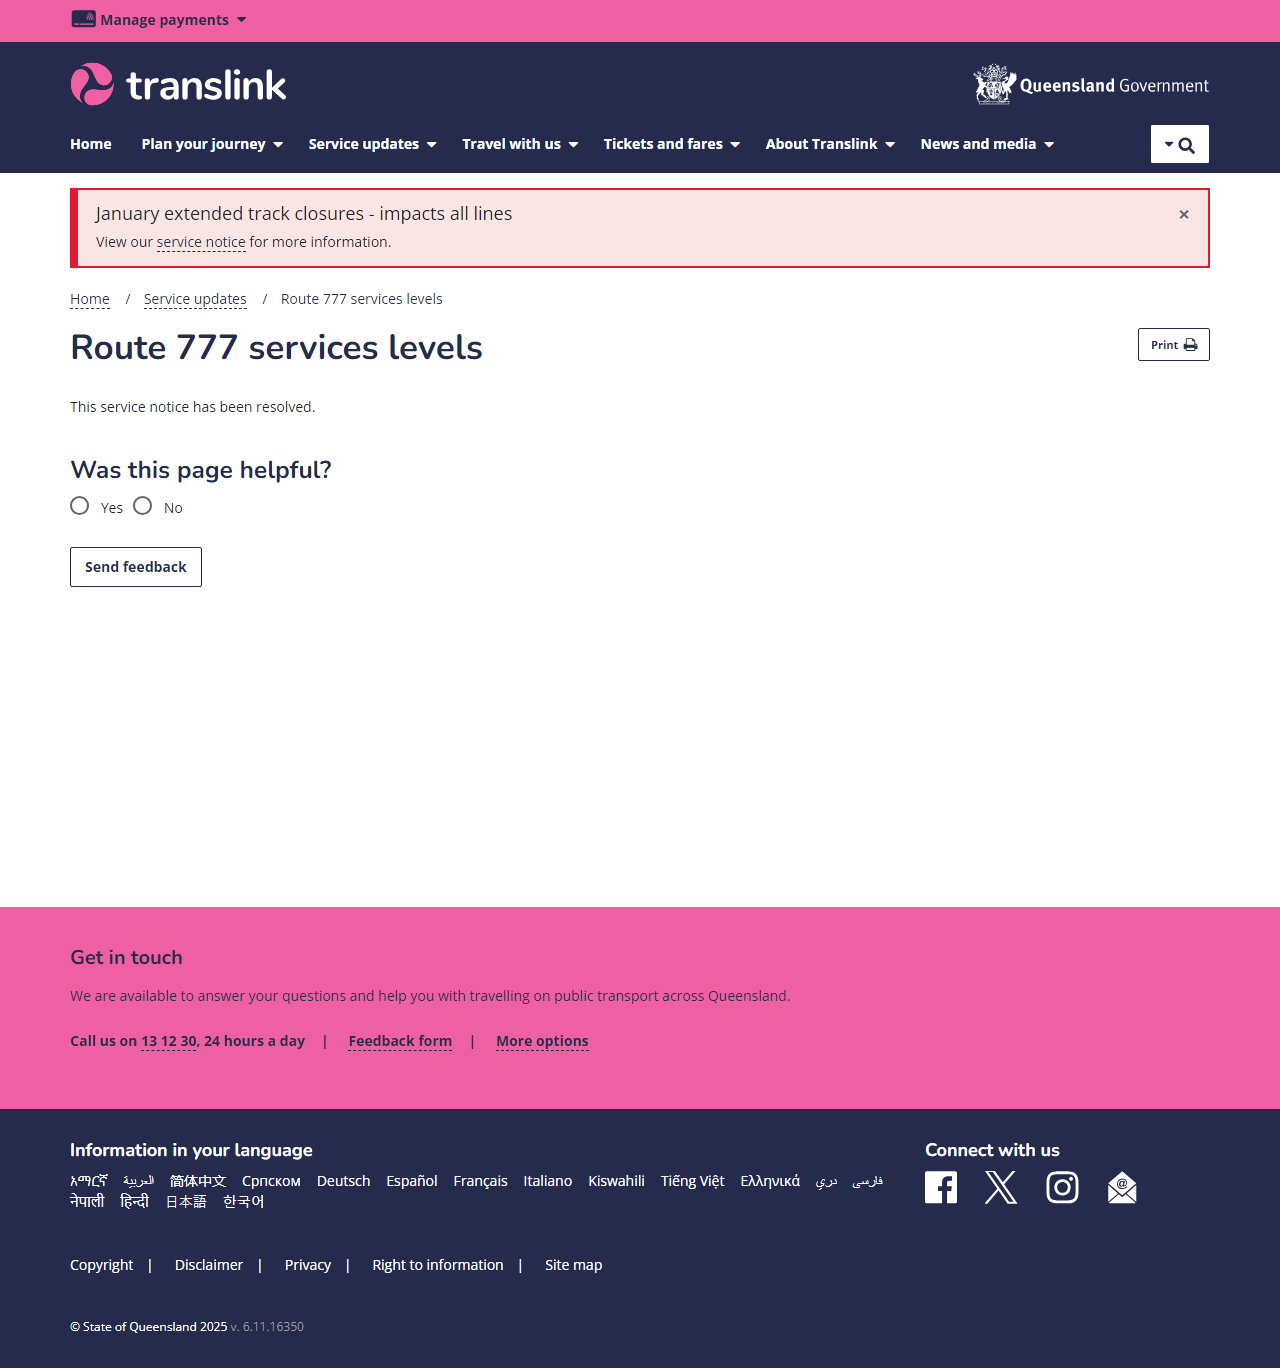 Manage payments
translink
Queensland Government
Home Plan your journey Service updates Travel with us Tickets and fares About Translink News and media
January extended track closures - impacts all lines
×
View our service notice for more information.
Home / Service updates / Route 777 services levels
Route 777 services levels
Print
This service notice has been resolved.
Was this page helpful?
Yes No
Send feedback
Get in touch
We are available to answer your questions and help you with travelling on public transport across Queensland.
Call us on 13 12 30, 24 hours a day | Feedback form | More options
Information in your language
አማርኛ العربية 简体中文 Српском Deutsch Español Français Italiano Kiswahili Tiếng Việt Ελληνικά دري فارسی
नेपाली हिन्दी 日本語 한국어
Connect with us
Copyright | Disclaimer | Privacy | Right to information | Site map
© State of Queensland 2025 v. 6.11.16350